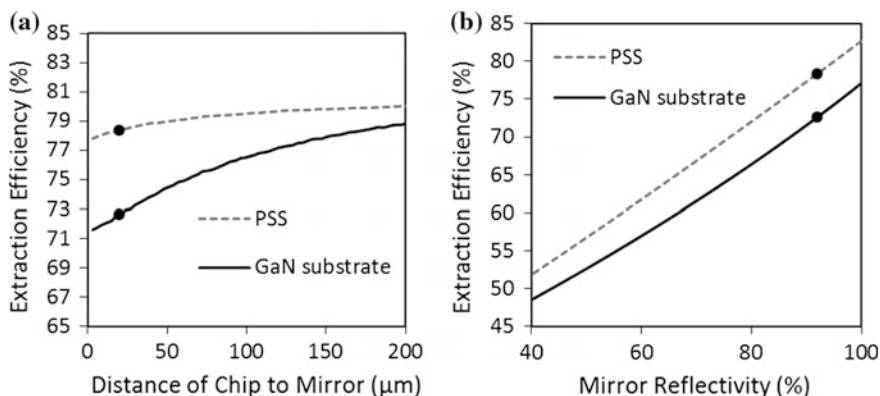 (a)
Extraction Efficiency (%)
85
83
81
79
77
75
73
71
69
67
65
PSS
GaN substrate
0 50 100 150 200
Distance of Chip to Mirror (μm)
(b)
Extraction Efficiency (%)
85
80
75
70
65
60
55
50
45
PSS
GaN substrate
40 60 80 100
Mirror Reflectivity (%)